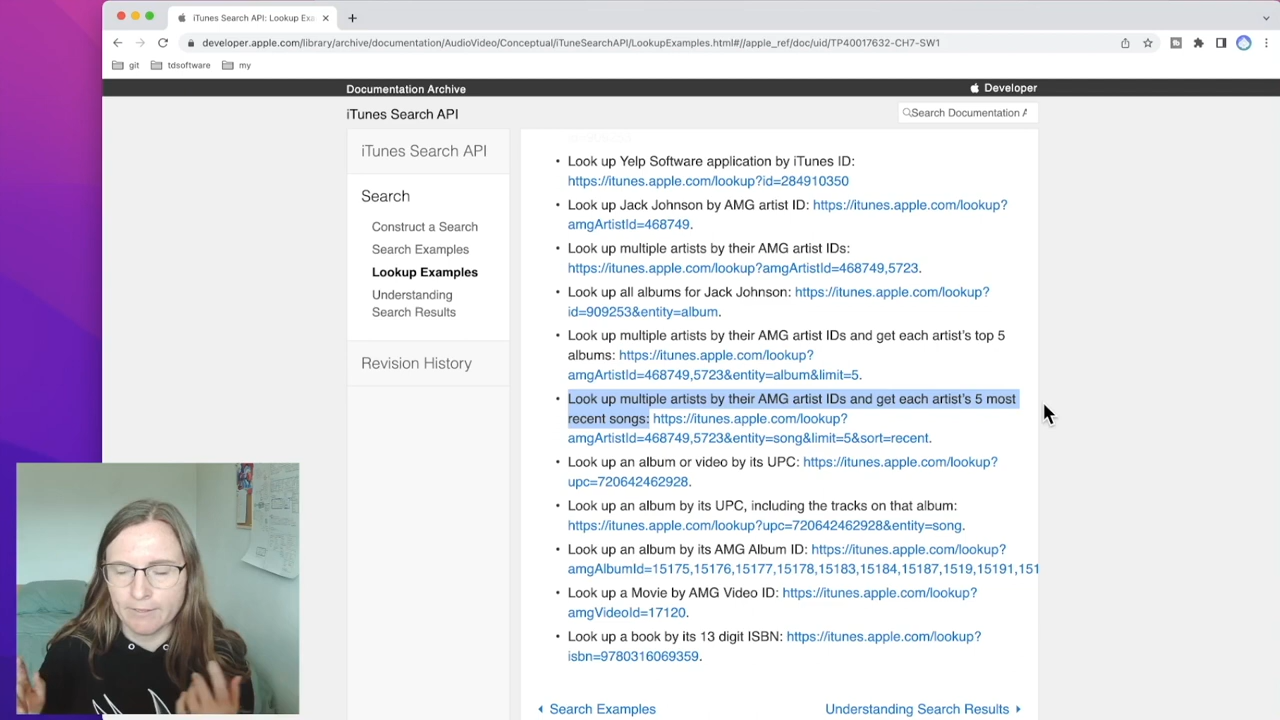 iTunes Search API: Lookup Exa
developer.apple.com/library/archive/documentation/AudioVideo/Conceptual/iTuneSearchAPI/LookupExamples.html#//apple_ref/doc/uid/TP40017632-CH7-SW1
git tdsoftware my
Documentation Archive
Developer
iTunes Search API
Search Documentation A
iTunes Search API
Search
Construct a Search
Search Examples
Lookup Examples
Understanding
Search Results
Revision History
• Look up Yelp Software application by iTunes ID:
https://itunes.apple.com/lookup?id=284910350
• Look up Jack Johnson by AMG artist ID: https://itunes.apple.com/lookup?
amgArtistId=468749.
• Look up multiple artists by their AMG artist IDs:
https://itunes.apple.com/lookup?amgArtistId=468749,5723.
• Look up all albums for Jack Johnson: https://itunes.apple.com/lookup?
id=909253&entity=album.
• Look up multiple artists by their AMG artist IDs and get each artist's top 5
albums: https://itunes.apple.com/lookup?
amgArtistId=468749,5723&entity=album&limit=5.
• Look up multiple artists by their AMG artist IDs and get each artist's 5 most
recent songs: https://itunes.apple.com/lookup?
amgArtistId=468749,5723&entity=song&limit=5&sort=recent.
• Look up an album or video by its UPC: https://itunes.apple.com/lookup?
upc=720642462928.
• Look up an album by its UPC, including the tracks on that album:
https://itunes.apple.com/lookup?upc=720642462928&entity=song.
• Look up an album by its AMG Album ID: https://itunes.apple.com/lookup?
amgAlbumId=15175,15176,15177,15178,15183,15184,15187,1519,15191,151
• Look up a Movie by AMG Video ID: https://itunes.apple.com/lookup?
amgVideoId=17120.
• Look up a book by its 13 digit ISBN: https://itunes.apple.com/lookup?
isbn=9780316069359.
Search Examples
Understanding Search Results